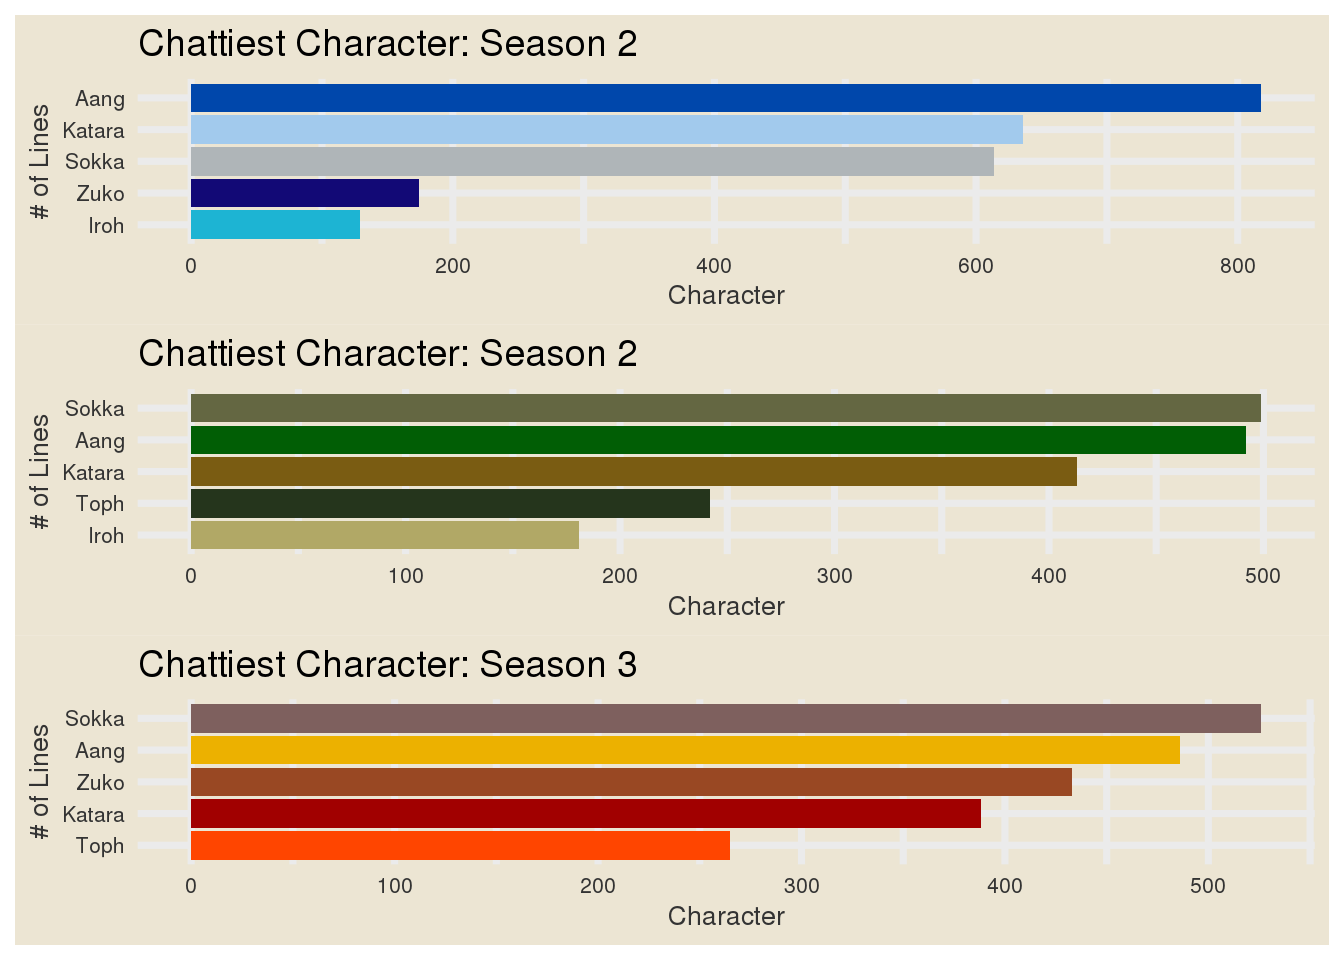 Chattiest Character: Season 2
# of Lines
Aang
Katara
Sokka
Zuko
Iroh
0 200 400 600 800
Character
Chattiest Character: Season 2
# of Lines
Sokka
Aang
Katara
Toph
Iroh
0 100 200 300 400 500
Character
Chattiest Character: Season 3
# of Lines
Sokka
Aang
Zuko
Katara
Toph
0 100 200 300 400 500
Character